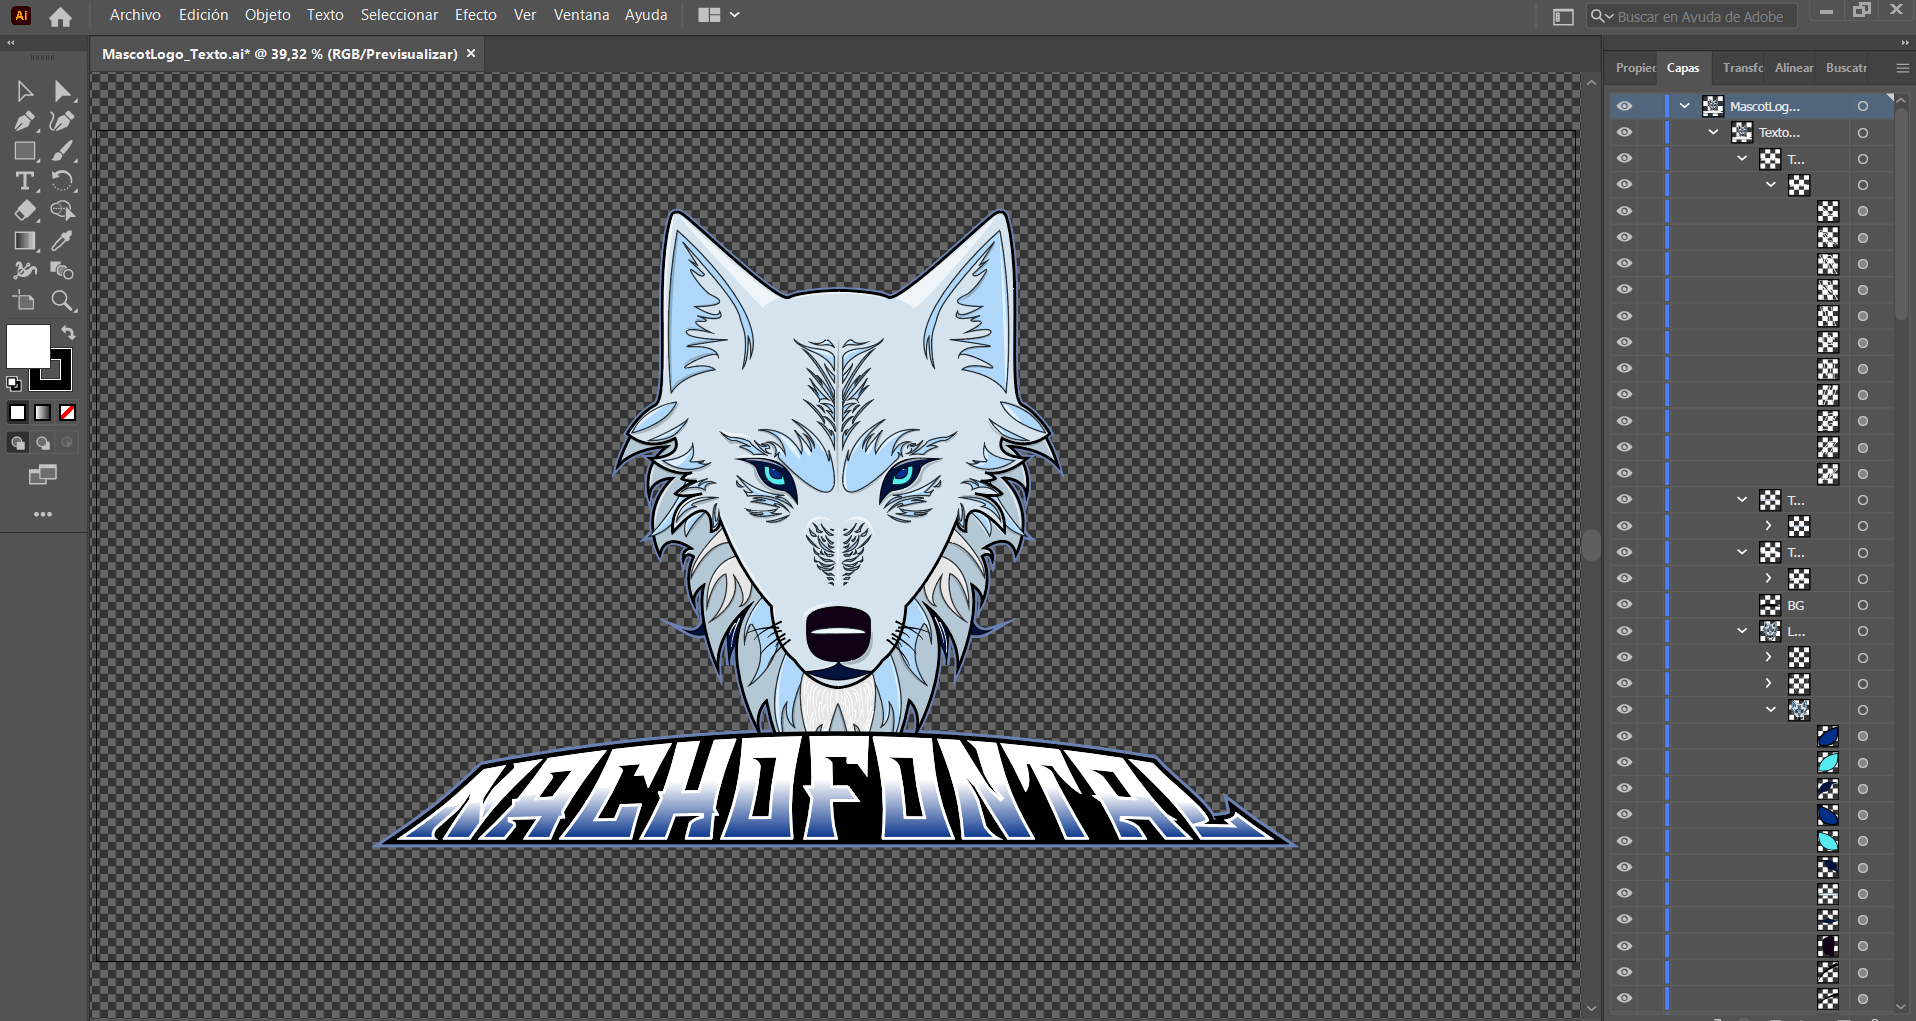 Ai
Archivo Edición Objeto Texto Seleccionar Efecto Ver Ventana Ayuda
Buscar en Ayuda de Adobe
MascotLogo_Texto.ai* @ 39,32 % (RGB/Previsualizar) ×
Propiec Capas Transfc Alinear Buscatr
MascotLog...
Texto...
T...
T...
T...
BG
L...
NACHOFONTAL